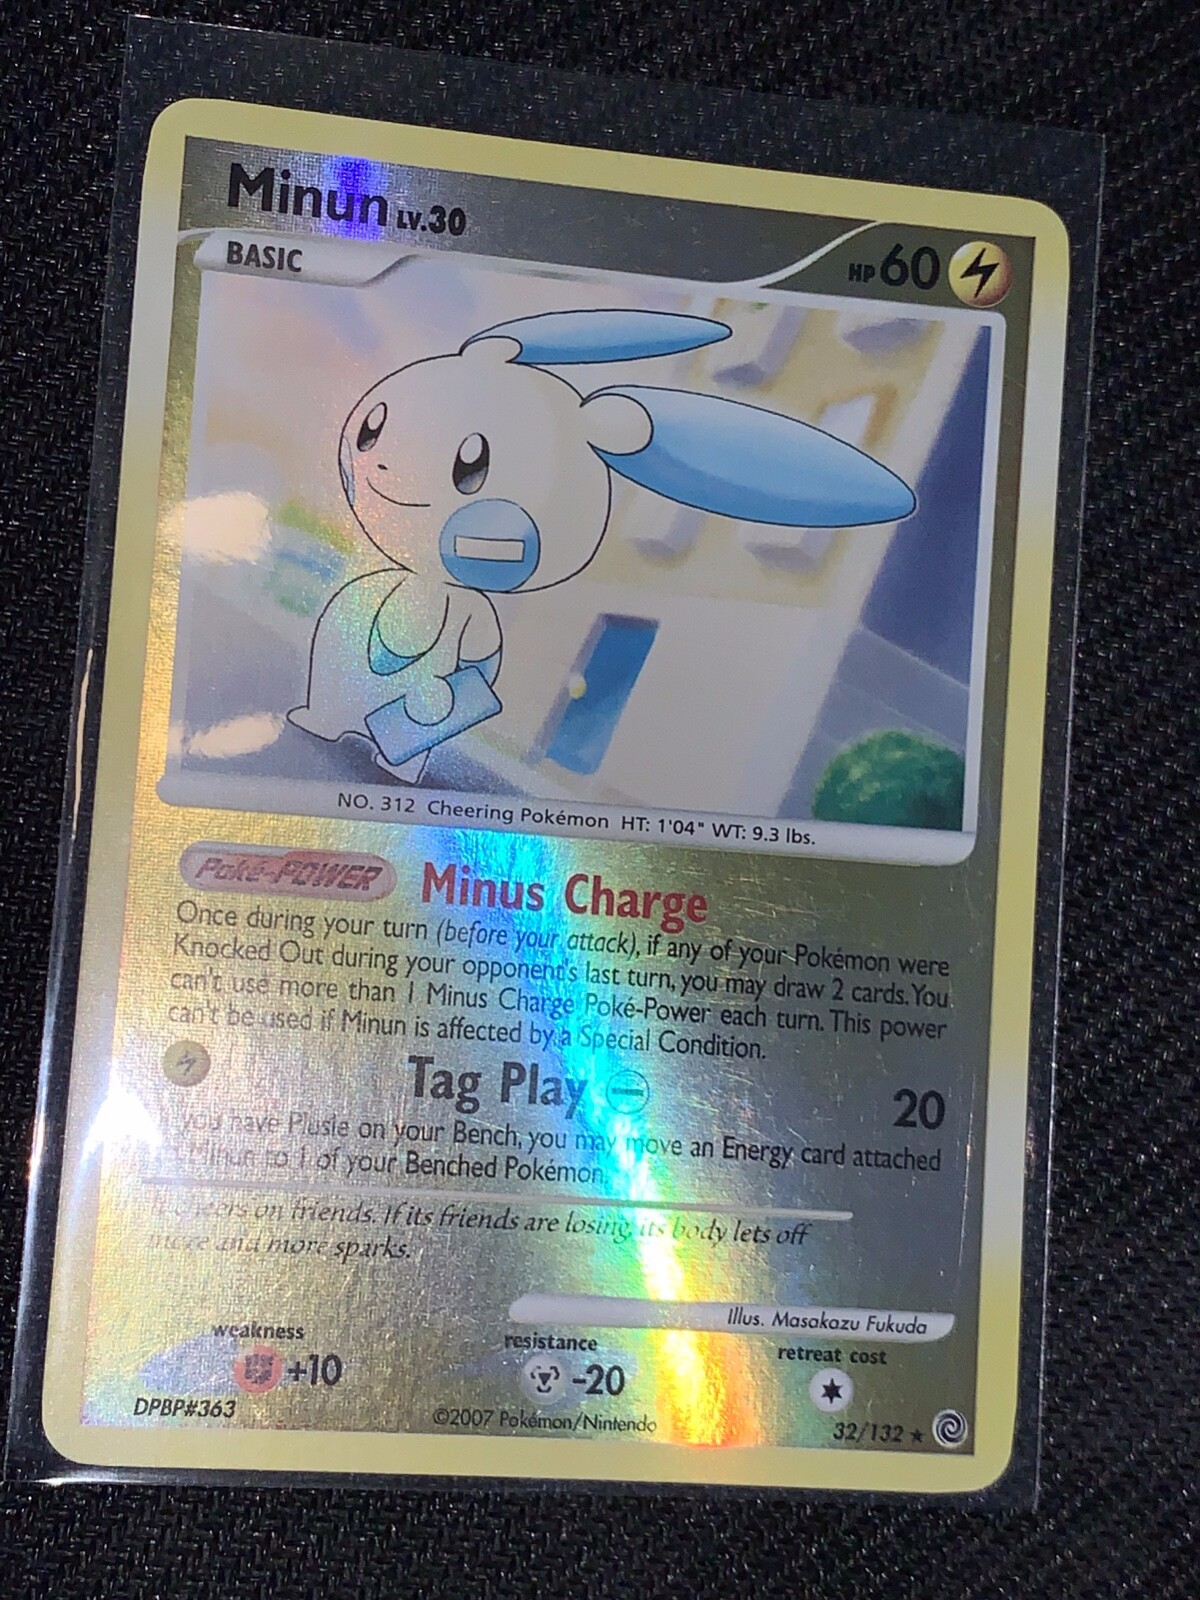 Minun LV.30
BASIC
HP 60
NO. 312 Cheering Pokémon HT: 1'04" WT: 9.3 lbs.
Poké-POWER Minus Charge
Once during your turn (before your attack), if any of your Pokémon were
Knocked Out during your opponent's last turn, you may draw 2 cards. You
can't use more than 1 Minus Charge Poké-Power each turn. This power
can't be used if Minun is affected by a Special Condition.
Tag Play 20
you have Plusle on your Bench, you may move an Energy card attached
Minun to 1 of your Benched Pokémon.
It cheers on friends. If its friends are losing, its body lets off
more and more sparks.
Illus. Masakazu Fukuda
weakness resistance retreat cost
+10 -20
DPBP#363 ©2007 Pokémon/Nintendo 32/132 ★